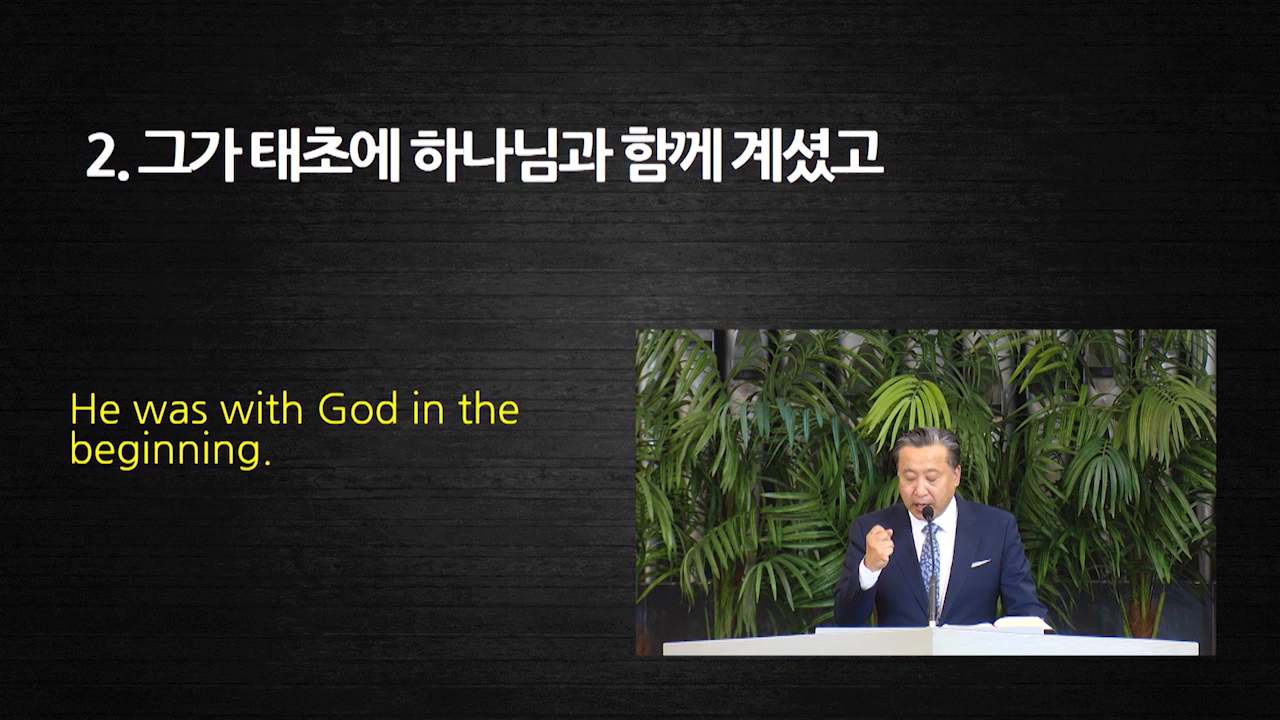 2. 그가 태초에 하나님과 함께 계셨고
He was with God in the
beginning.